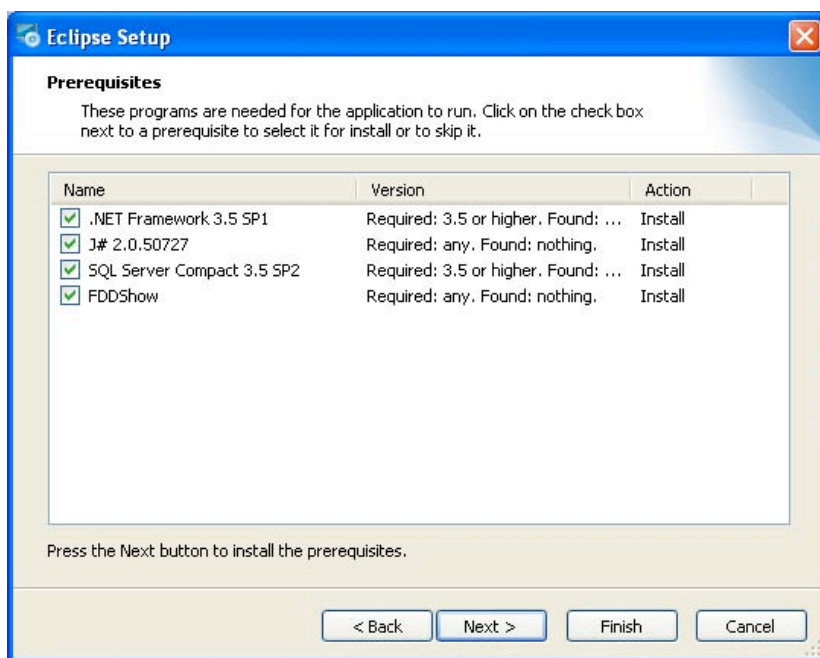 Eclipse Setup
Prerequisites
These programs are needed for the application to run. Click on the check box
next to a prerequisite to select it for install or to skip it.
Name Version Action
.NET Framework 3.5 SP1 Required: 3.5 or higher. Found: ... Install
J# 2.0.50727 Required: any. Found: nothing. Install
SQL Server Compact 3.5 SP2 Required: 3.5 or higher. Found: ... Install
FDDShow Required: any. Found: nothing. Install
Press the Next button to install the prerequisites.
< Back Next > Finish Cancel